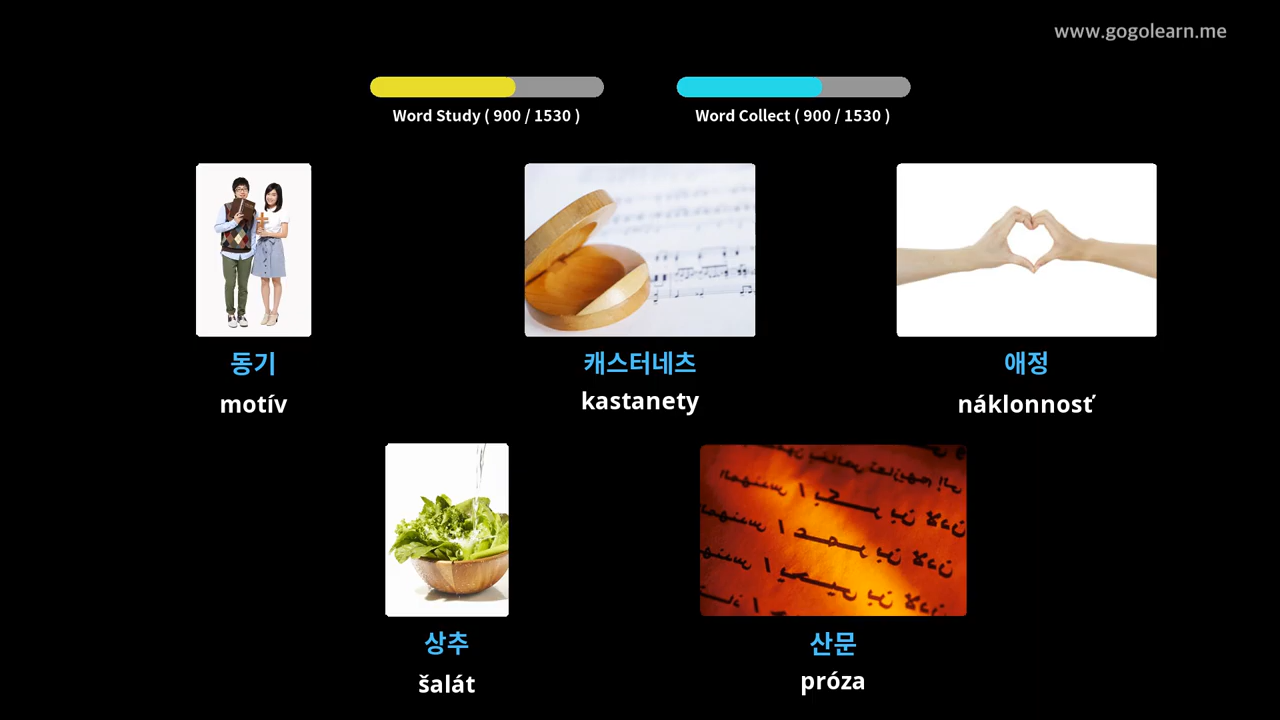 www.gogolearn.me
Word Study ( 900 / 1530 )
Word Collect ( 900 / 1530 )
동기
motív
캐스터네츠
kastanety
애정
náklonnosť
상추
šalát
산문
próza